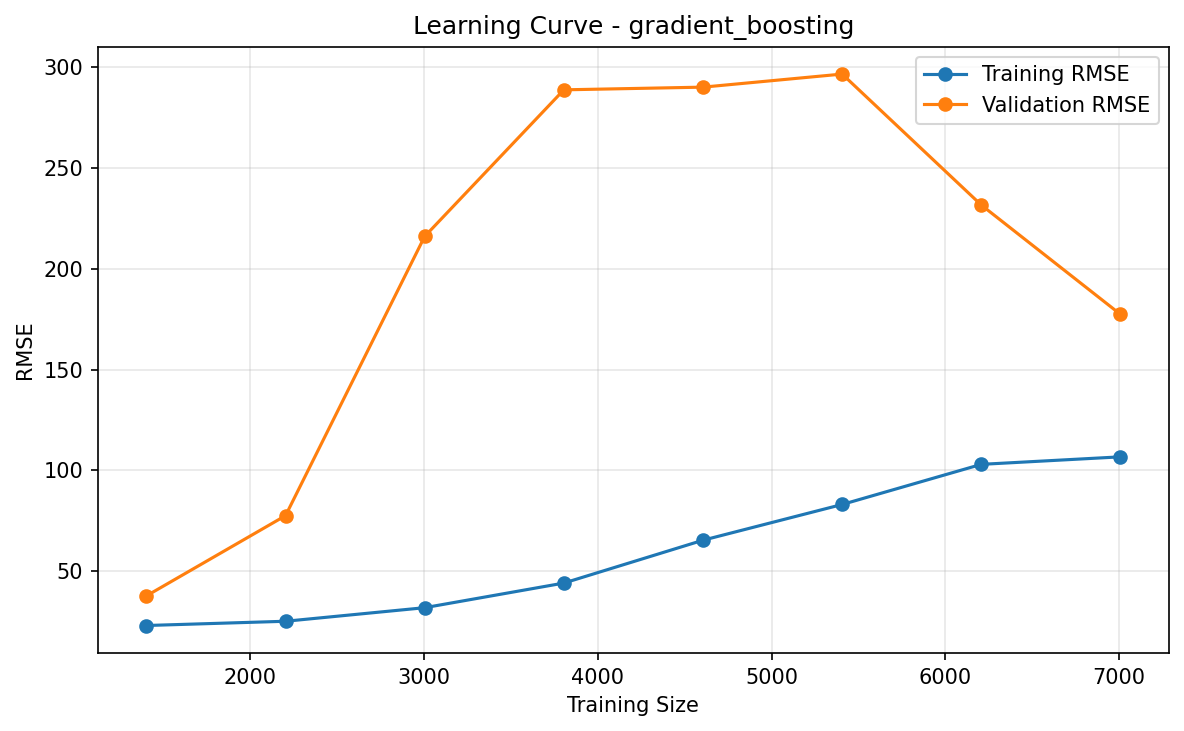 Learning Curve - gradient_boosting
Training RMSE
Validation RMSE
300
250
200
150
100
50
RMSE
2000 3000 4000 5000 6000 7000
Training Size